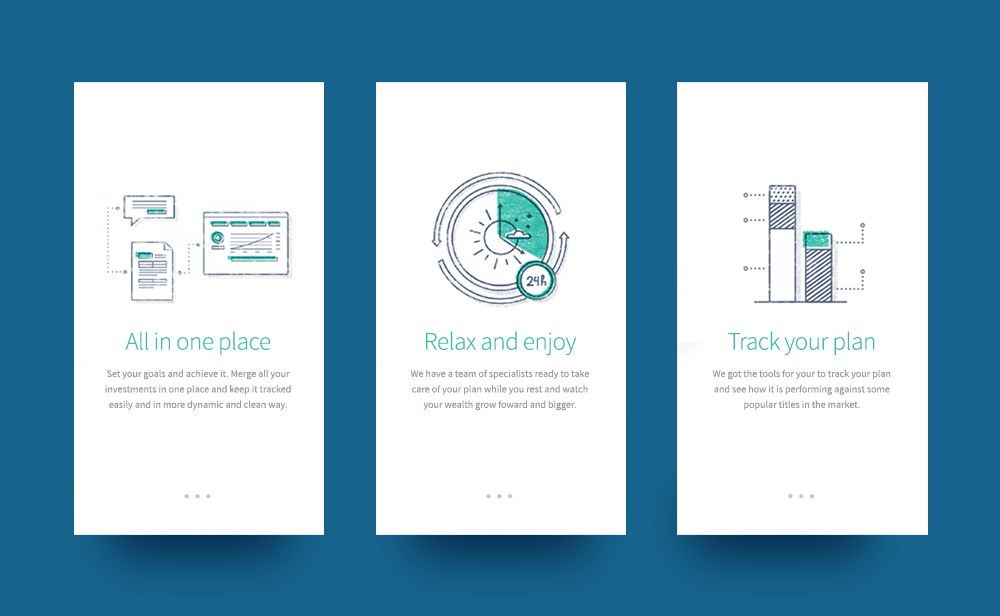 All in one place
Set your goals and achieve it. Merge all your
investments in one place and keep it tracked
easily and in more dynamic and clean way.
24h
Relax and enjoy
We have a team of specialists ready to take
care of your plan while you rest and watch
your wealth grow foward and bigger.
Track your plan
We got the tools for your to track your plan
and see how it is performing against some
popular titles in the market.